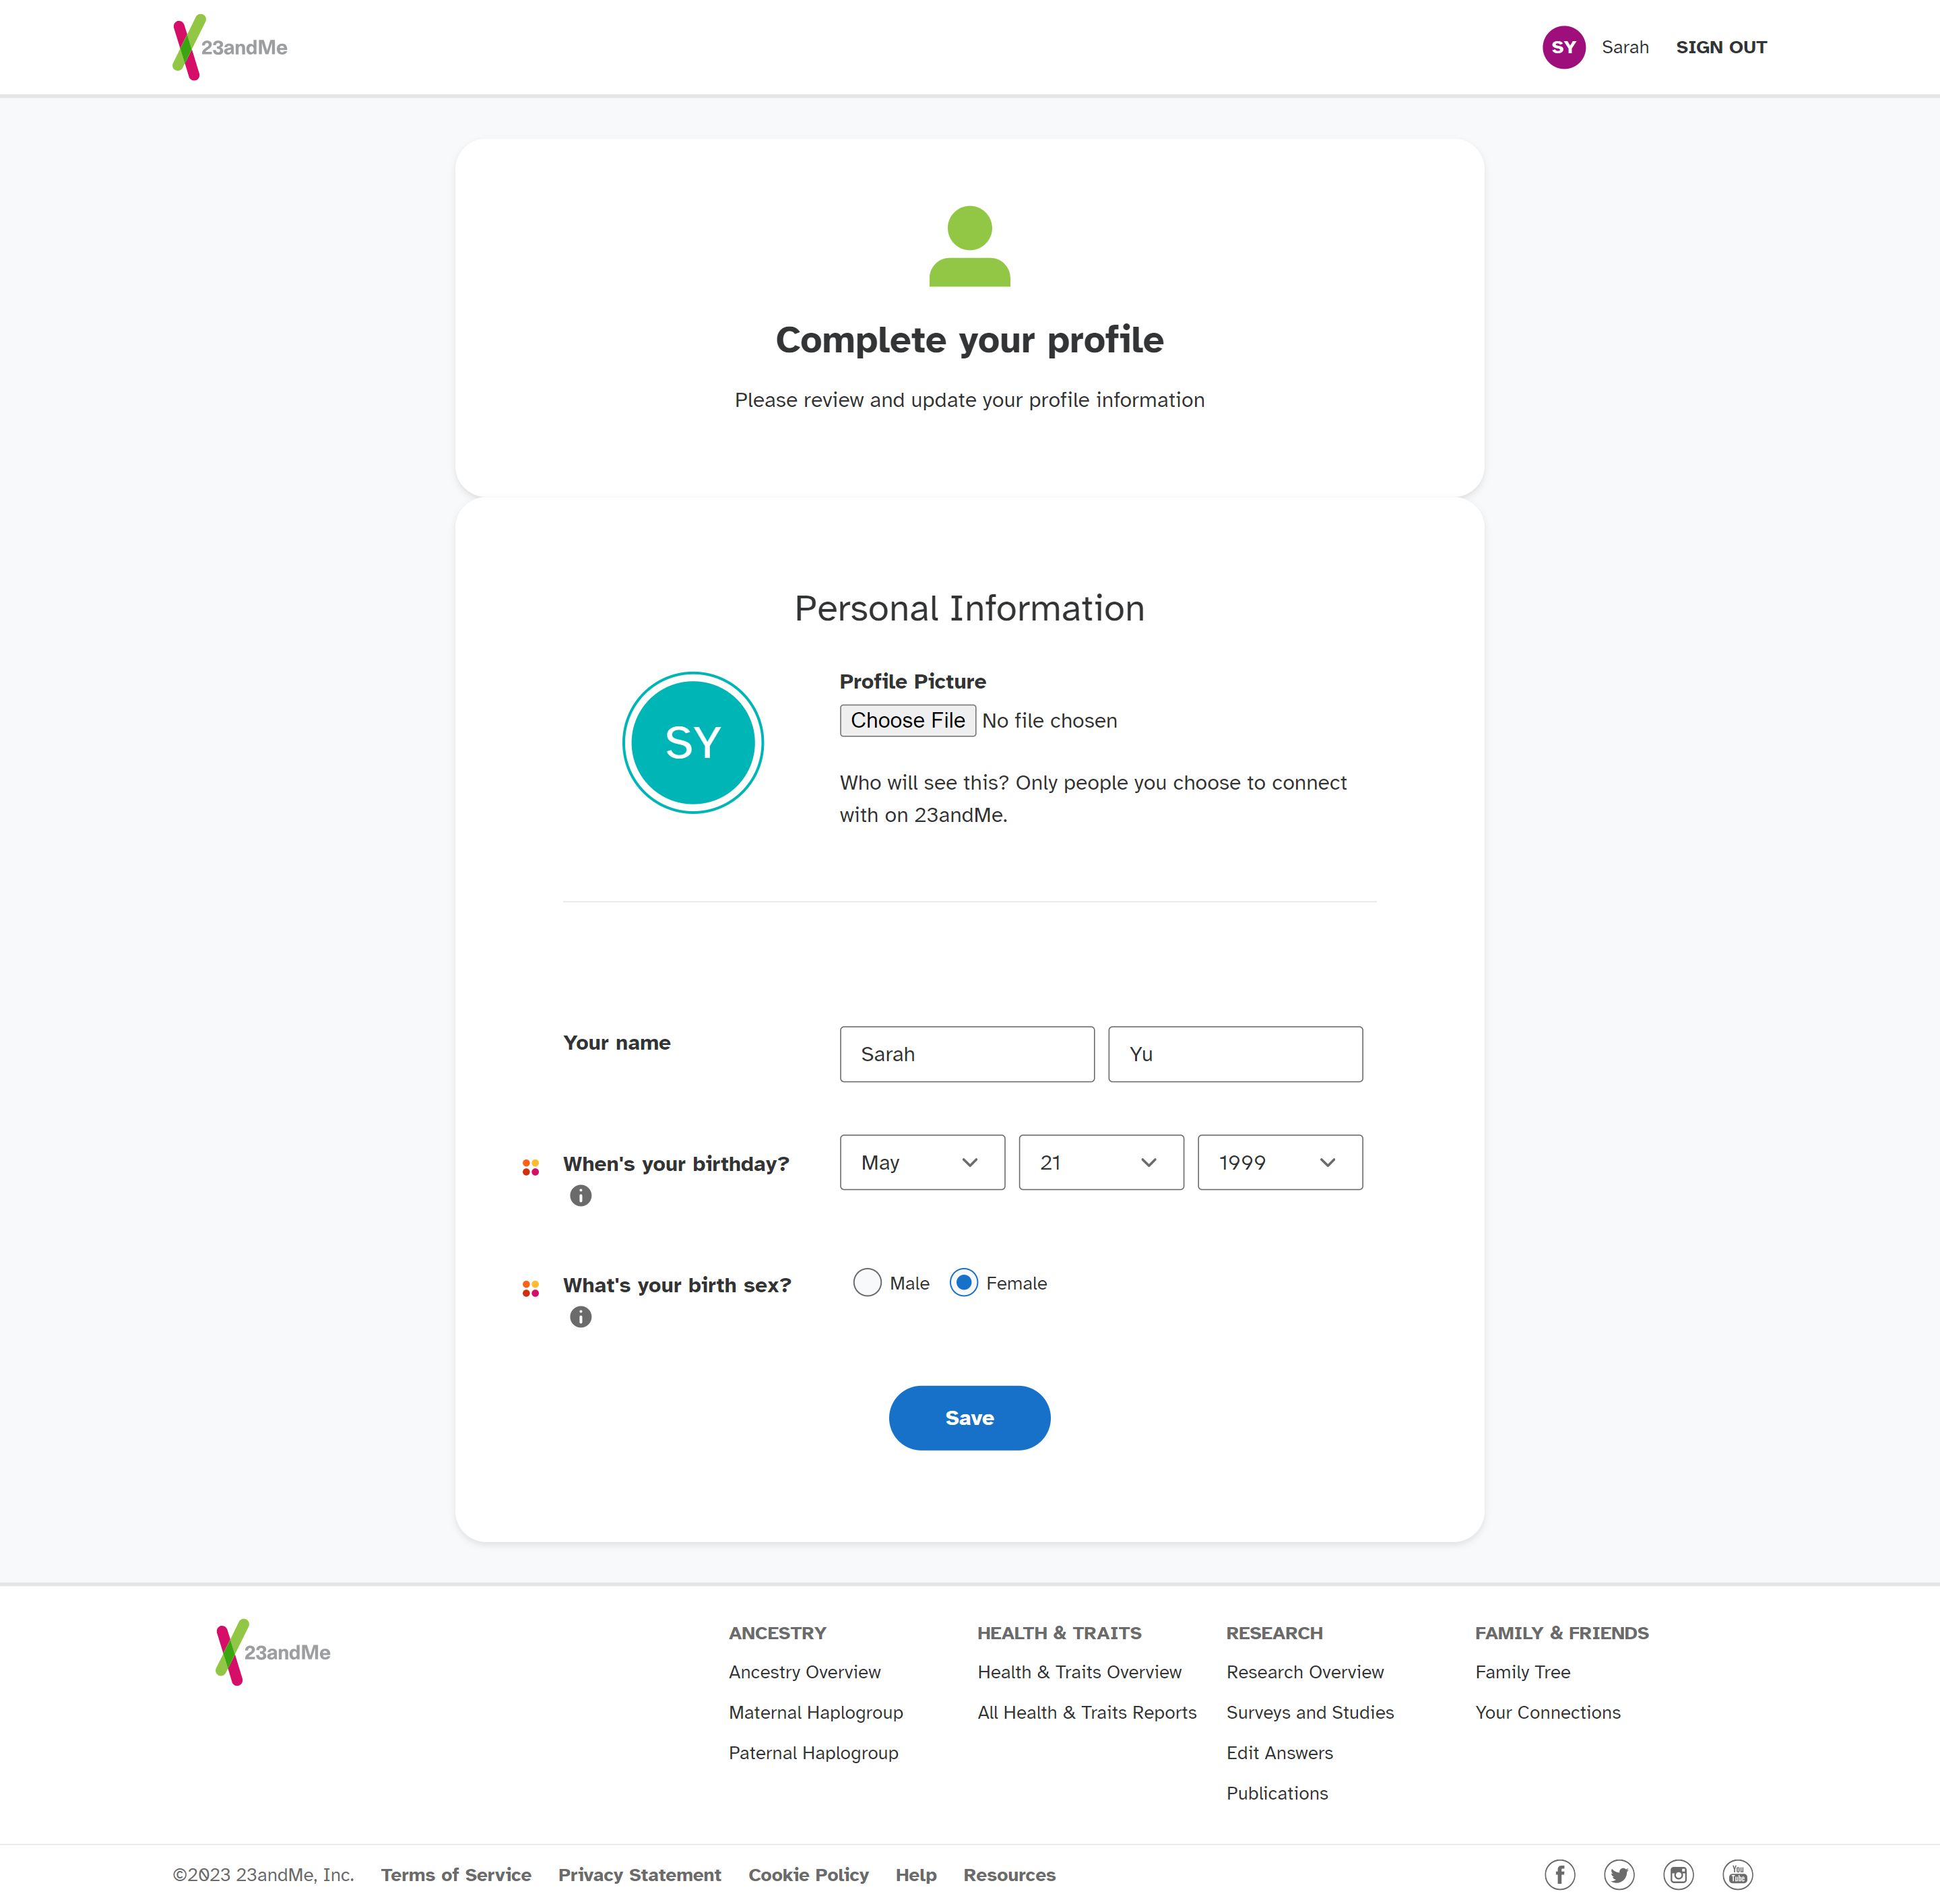 23andMe
SY Sarah SIGN OUT
Complete your profile
Please review and update your profile information
Personal Information
SY
Profile Picture
Choose File No file chosen
Who will see this? Only people you choose to connect
with on 23andMe.
Your name
Sarah
Yu
When's your birthday?
May
21
1999
What's your birth sex?
Male
Female
Save
23andMe
ANCESTRY
Ancestry Overview
Maternal Haplogroup
Paternal Haplogroup
HEALTH & TRAITS
Health & Traits Overview
All Health & Traits Reports
RESEARCH
Research Overview
Surveys and Studies
Edit Answers
Publications
FAMILY & FRIENDS
Family Tree
Your Connections
©2023 23andMe, Inc. Terms of Service Privacy Statement Cookie Policy Help Resources
You
Tube